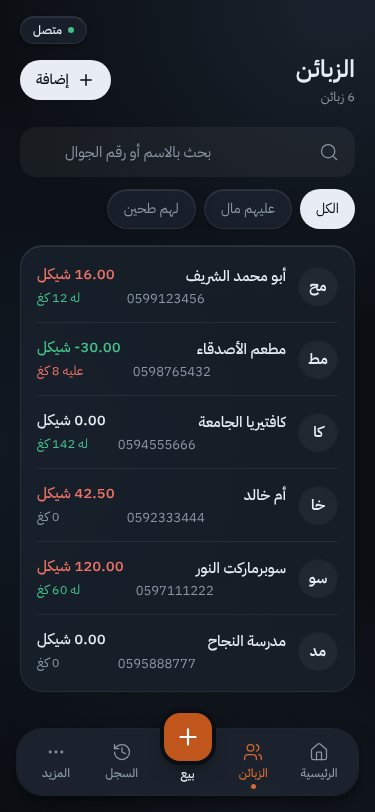 متصل
الزبائن
إضافة
6 زبائن
بحث بالاسم أو رقم الجوال
الكل
عليهم مال
لهم طحين
مح
أبو محمد الشريف
16.00 شيكل
0599123456
له 12 كغ
مط
مطعم الأصدقاء
-30.00 شيكل
0598765432
عليه 8 كغ
كا
كافتيريا الجامعة
0.00 شيكل
0594555666
له 142 كغ
خا
أم خالد
42.50 شيكل
0592333444
0 كغ
سو
سوبرماركت النور
120.00 شيكل
0597111222
له 60 كغ
مد
مدرسة النجاح
0.00 شيكل
0595888777
0 كغ
الرئيسية
الزبائن
بيع
السجل
المزيد